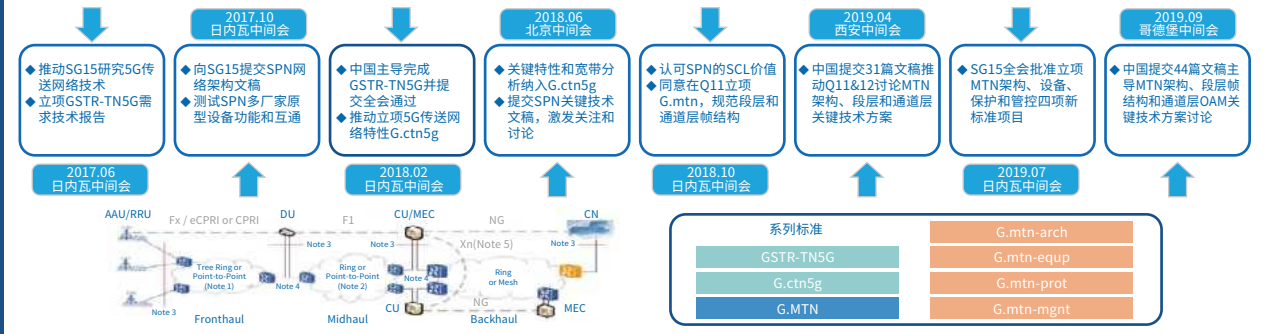 2017.10
日内瓦中间会
2018.06
北京中间会
2019.04
西安中间会
2019.09
哥德堡中间会
◆ 推动SG15研究5G传
送网络技术
◆ 立项GSTR-TN5G需
求技术报告
◆ 向SG15提交SPN网
络架构文稿
◆ 测试SPN多厂家原
型设备功能和互通
◆ 中国主导完成
GSTR-TN5G并提
交全会通过
◆ 推动立项5G传送网
络特性G.ctn5g
◆ 关键特性和宽带分
析纳入G.ctn5g
◆ 提交SPN关键技术
文稿，激发关注和
讨论
◆ 认可SPN的SCL价值
◆ 同意在Q11立项
G.mtn，规范段层和
通道层帧结构
◆ 中国提交31篇文稿推
动Q11&12讨论MTN
架构、段层和通道层
关键技术方案
◆ SG15全会批准立项
MTN架构、设备、
保护和管控四项新
标准项目
◆ 中国提交44篇文稿主
导MTN架构、段层帧
结构和通道层OAM关
键技术方案讨论
2017.06
日内瓦中间会
2018.02
日内瓦中间会
2018.10
日内瓦中间会
2019.07
日内瓦中间会
AAU/RRU
Fx / eCPRI or CPRI
DU
F1
CU/MEC
NG
CN
Note 3
Note 3
Xn(Note 5)
Note 3
Tree Ring or
Point-to-Point
(Note 1)
Note 4
Ring or
Point-to-Point
(Note 2)
Note 4
Ring
or Mesh
Note 3
CU
NG
MEC
Fronthaul
Midhaul
Backhaul
系列标准
GSTR-TN5G
G.ctn5g
G.MTN
G.mtn-arch
G.mtn-equp
G.mtn-prot
G.mtn-mgnt